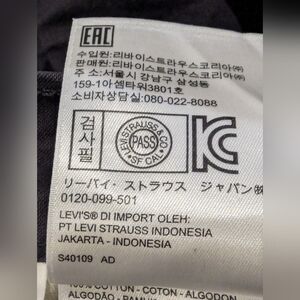 EAC
수입원:리바이스트라우스코리아㈜
판매원:리바이스트라우스코리아㈜
주 소:서울시 강남구 삼성동
159-1아셈타워3801호
소비자상담실:080-022-8088
검사필
LEVI STRAUSS & CO
PASS
SF CAL
KC
リーバイ・ストラウス ジャパン㈱
0120-099-501
LEVI'S® DI IMPORT OLEH:
PT LEVI STRAUSS INDONESIA
JAKARTA - INDONESIA
S40109 AD
100% COTTON - COTON - ALGODON